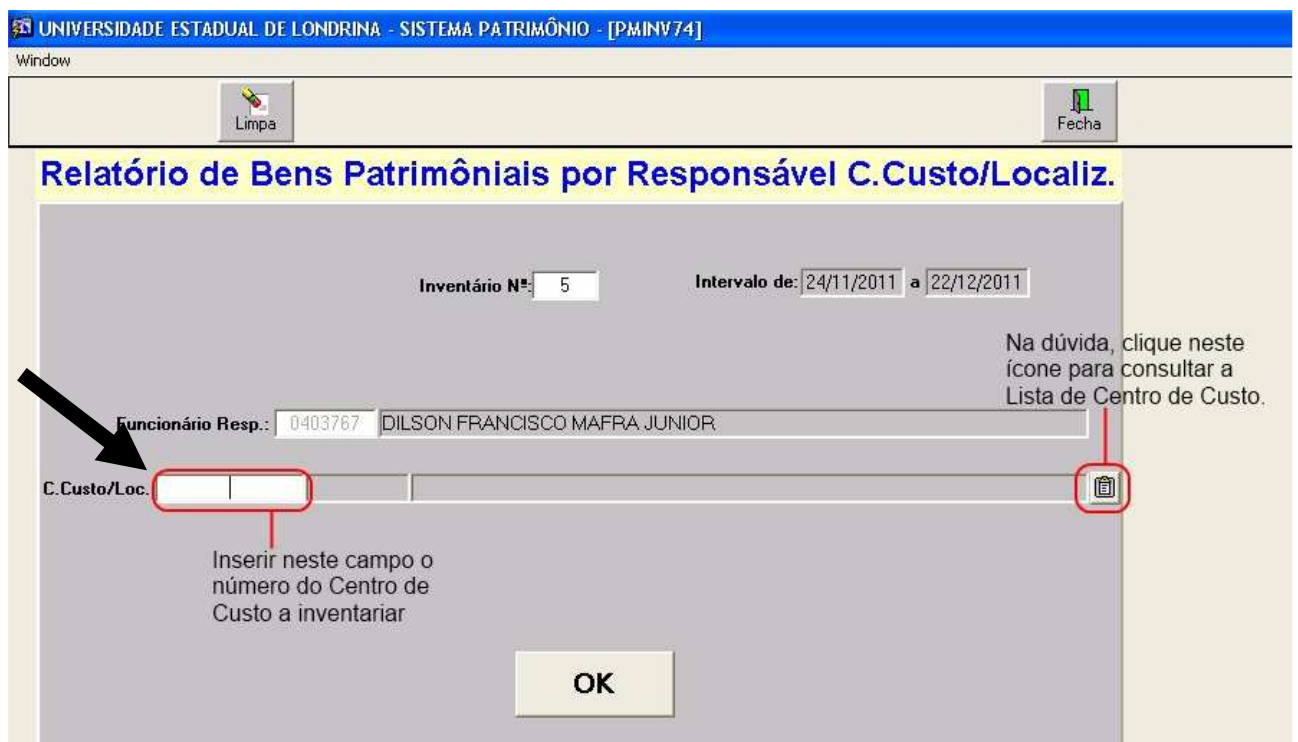 UNIVERSIDADE ESTADUAL DE LONDRINA - SISTEMA PATRIMÔNIO - [PMINV74]
Window
Limpa
Fecha
Relatório de Bens Patrimôniais por Responsável C.Custo/Localiz.
Inventário Nº: 5 Intervalo de: 24/11/2011 a 22/12/2011
Na dúvida, clique neste
ícone para consultar a
Lista de Centro de Custo.
Funcionário Resp.: 0403767 DILSON FRANCISCO MAFRA JUNIOR
C.Custo/Loc.
Inserir neste campo o
número do Centro de
Custo a inventariar
OK